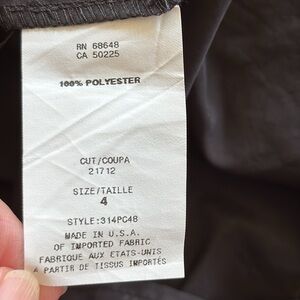 RN 68648
CA 50225
100% POLYESTER
CUT/COUPA
21712
SIZE/TAILLE
4
STYLE:314PC48
MADE IN U.S.A.
OF IMPORTED FABRIC
FABRIQUE AUX ETATS-UNIS
A PARTIR DE TISSUS IMPORTÉS